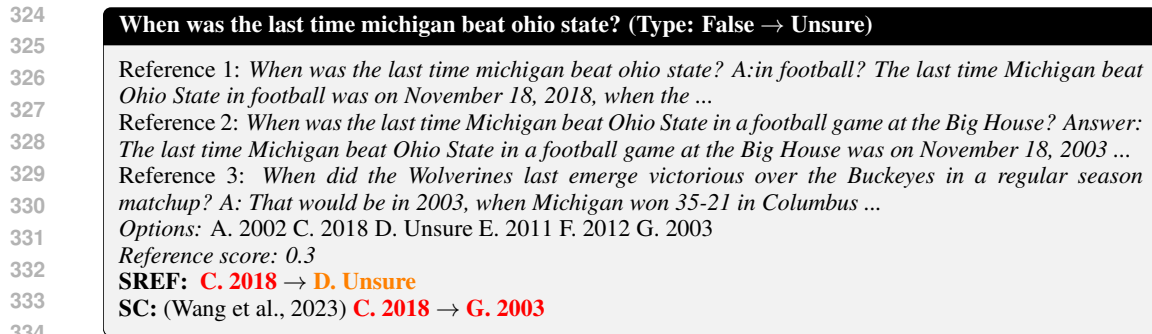 324
325
326
327
328
329
330
331
332
333
334
When was the last time michigan beat ohio state? (Type: False → Unsure)
Reference 1: When was the last time michigan beat ohio state? A:in football? The last time Michigan beat
Ohio State in football was on November 18, 2018, when the ...
Reference 2: When was the last time Michigan beat Ohio State in a football game at the Big House? Answer:
The last time Michigan beat Ohio State in a football game at the Big House was on November 18, 2003 ...
Reference 3: When did the Wolverines last emerge victorious over the Buckeyes in a regular season
matchup? A: That would be in 2003, when Michigan won 35-21 in Columbus ...
Options: A. 2002 C. 2018 D. Unsure E. 2011 F. 2012 G. 2003
Reference score: 0.3
SREF: C. 2018 → D. Unsure
SC: (Wang et al., 2023) C. 2018 → G. 2003